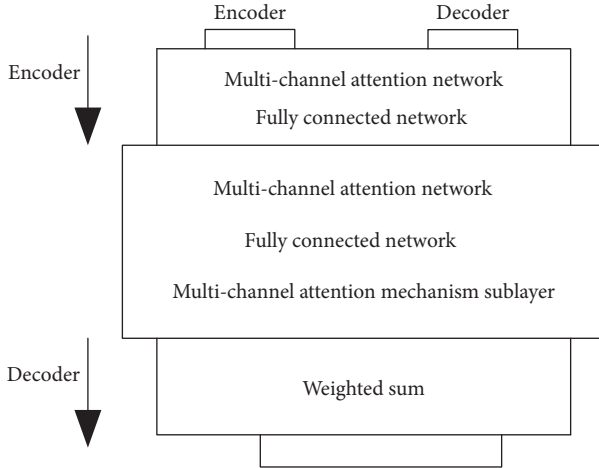 Encoder
Decoder
Encoder
Multi-channel attention network
Fully connected network
Multi-channel attention network
Fully connected network
Multi-channel attention mechanism sublayer
Decoder
Weighted sum